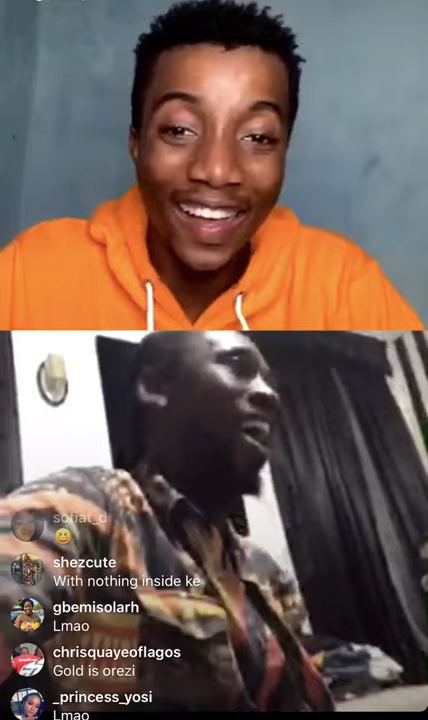 sofiat_d
😆
shezcute
With nothing inside ke
gbemisolarh
Lmao
chrisquayeoflagos
Gold is orezi
_princess_yosi
Lmao